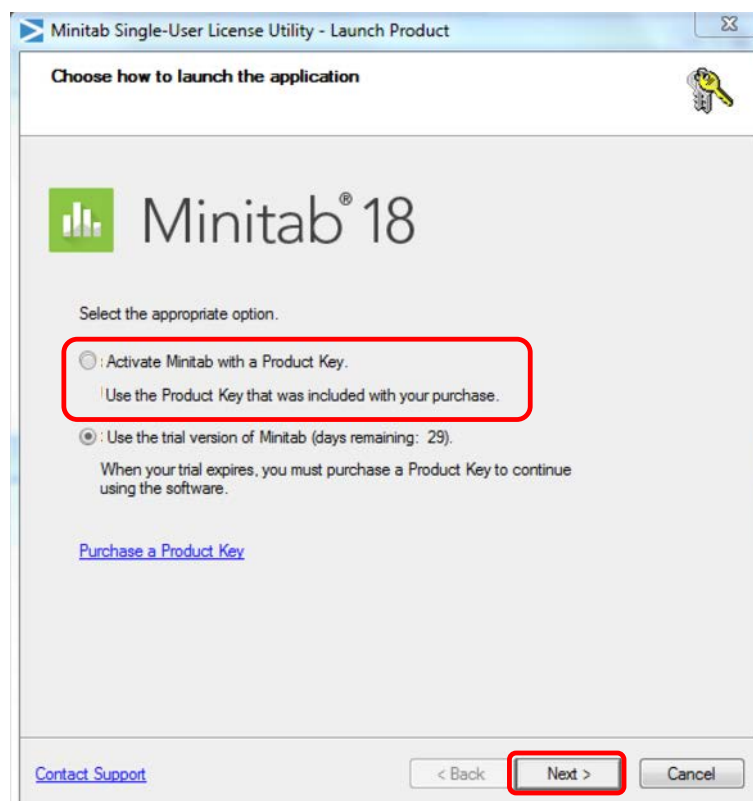 Minitab Single-User License Utility - Launch Product
Choose how to launch the application
Minitab® 18
Select the appropriate option.
Activate Minitab with a Product Key.
Use the Product Key that was included with your purchase.
Use the trial version of Minitab (days remaining: 29).
When your trial expires, you must purchase a Product Key to continue
using the software.
Purchase a Product Key
Contact Support
< Back
Next >
Cancel